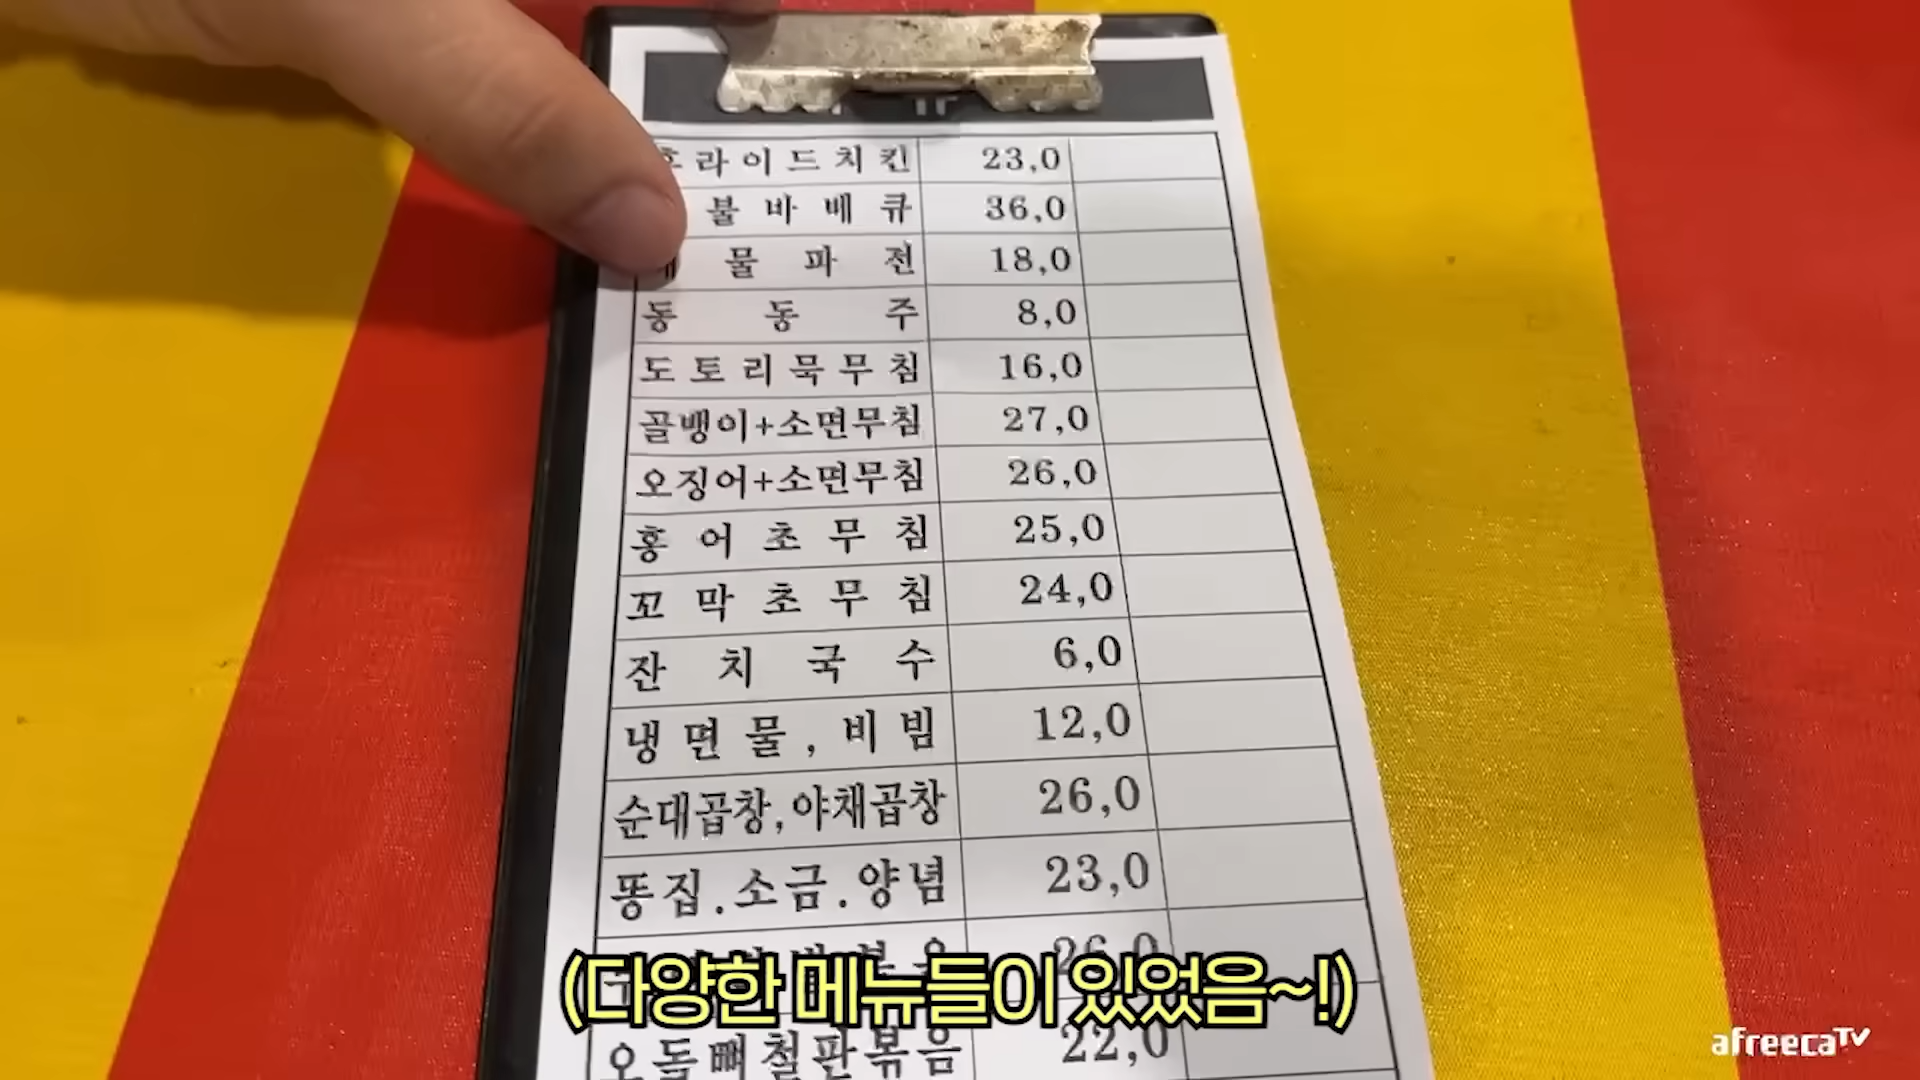 후라이드치킨 23,0
불바베큐 36,0
해물파전 18,0
동동주 8,0
도토리묵무침 16,0
골뱅이+소면무침 27,0
오징어+소면무침 26,0
홍어초무침 25,0
꼬막초무침 24,0
잔치국수 6,0
냉면물,비빔 12,0
순대곱창,야채곱창 26,0
똥집.소금.양념 23,0
26,0
(다양한 메뉴들이 있었음~!)
오돌뼈철판볶음 22,0
afreecaTV